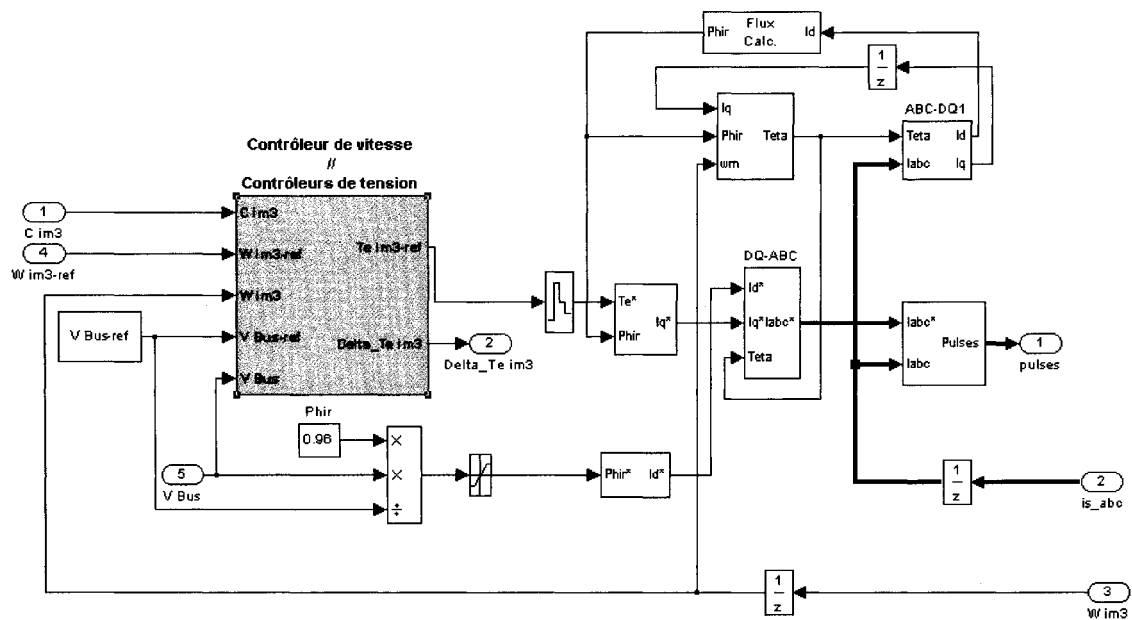 Phir Flux Calc. Id
1
z
ABC-DQ1
Iq
Phir Teta
wm
Teta Id
Iabc Iq
Contrôleur de vitesse
//
Contrôleurs de tension
1
C im3
4
W im3-ref
C im3
W im3-ref
W im3
V Bus-ref
V Bus
Te im3-ref
Delta_Te im3
V Bus-ref
2
Delta_Te im3
Te*
Phir
Iq*
DQ-ABC
Id*
Iq* Iabc*
Teta
Iabc*
Pulses
Iabc
1
pulses
Phir
0.96
×
×
÷
5
V Bus
Phir* Id*
1
z
2
is_abc
1
z
3
W im3